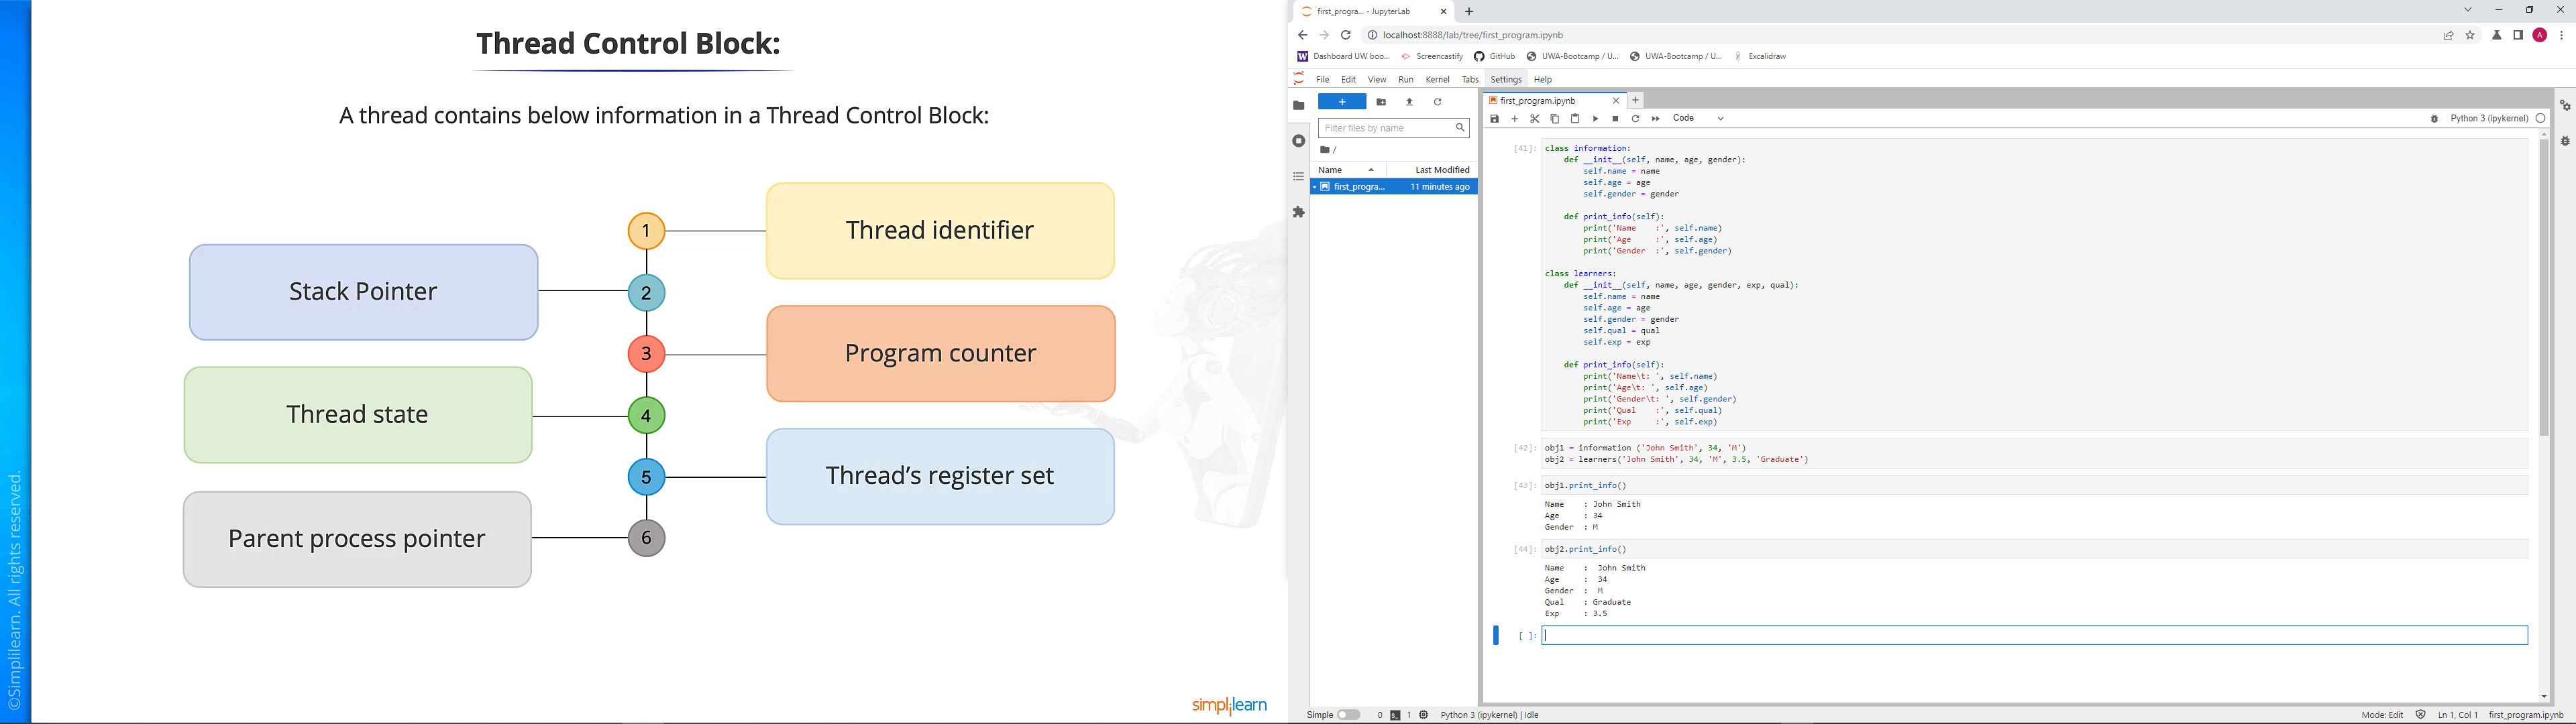 Thread Control Block:
A thread contains below information in a Thread Control Block:
1
Thread identifier
Stack Pointer
2
3
Program counter
Thread state
4
5
Thread's register set
Parent process pointer
6
©Simplilearn. All rights reserved.
simplilearn
first_progra... - JupyterLab
localhost:8888/lab/tree/first_program.ipynb
A
Dashboard UW boo... Screencastify GitHub UWA-Bootcamp / U... UWA-Bootcamp / U... Excalidraw
File Edit View Run Kernel Tabs Settings Help
+
Filter files by name
/
Name Last Modified
first_progra... 11 minutes ago
first_program.ipynb
Code
Python 3 (ipykernel)
[41]: class information:
def __init__(self, name, age, gender):
self.name = name
self.age = age
self.gender = gender
def print_info(self):
print('Name    :', self.name)
print('Age     :', self.age)
print('Gender  :', self.gender)
class learners:
def __init__(self, name, age, gender, exp, qual):
self.name = name
self.age = age
self.gender = gender
self.qual = qual
self.exp = exp
def print_info(self):
print('Name\t: ', self.name)
print('Age\t: ', self.age)
print('Gender\t: ', self.gender)
print('Qual    :', self.qual)
print('Exp     :', self.exp)
[42]: obj1 = information ('John Smith', 34, 'M')
obj2 = learners('John Smith', 34, 'M', 3.5, 'Graduate')
[43]: obj1.print_info()
Name    : John Smith
Age     : 34
Gender  : M
[44]: obj2.print_info()
Name    :  John Smith
Age     :  34
Gender  :  M
Qual    : Graduate
Exp     : 3.5
[ ]:
Simple 0 1 Python 3 (ipykernel) | Idle
Mode: Edit Ln 1, Col 1 first_program.ipynb